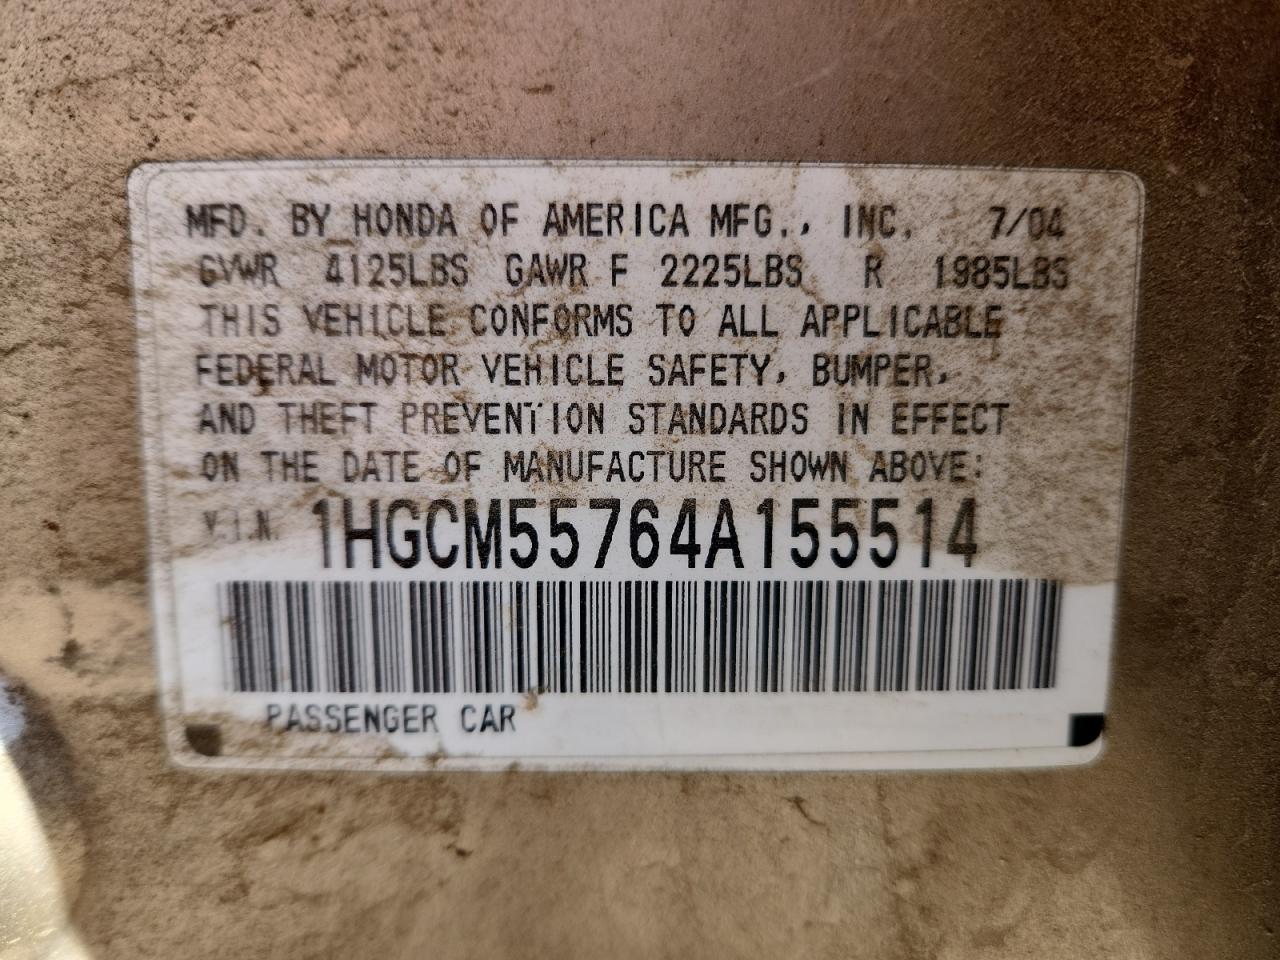 MFD. BY HONDA OF AMERICA MFG., INC. 7/04
GVWR 4125LBS GAWR F 2225LBS R 1985LBS
THIS VEHICLE CONFORMS TO ALL APPLICABLE
FEDERAL MOTOR VEHICLE SAFETY, BUMPER,
AND THEFT PREVENTION STANDARDS IN EFFECT
ON THE DATE OF MANUFACTURE SHOWN ABOVE:
V.I.N. 1HGCM55764A155514
PASSENGER CAR